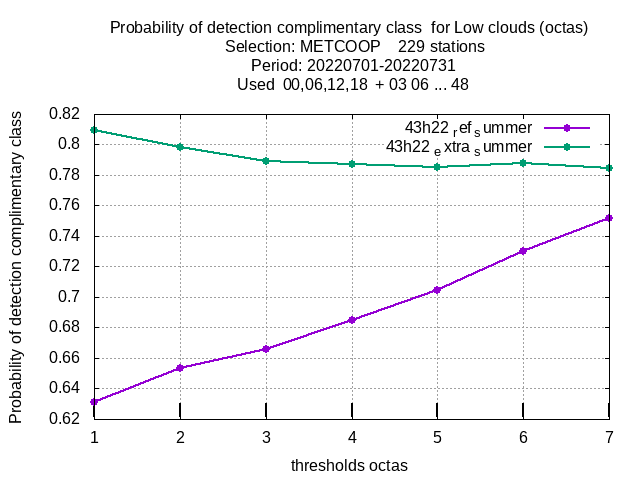 Probability of detection complimentary class  for Low clouds (octas)
Selection: METCOOP    229 stations
Period: 20220701-20220731
Used  00,06,12,18  + 03 06 ... 48
Probability of detection complimentary class
0.82
0.8
0.78
0.76
0.74
0.72
0.7
0.68
0.66
0.64
0.62
43h22 ref summer
43h22 extra summer
1 2 3 4 5 6 7
thresholds octas